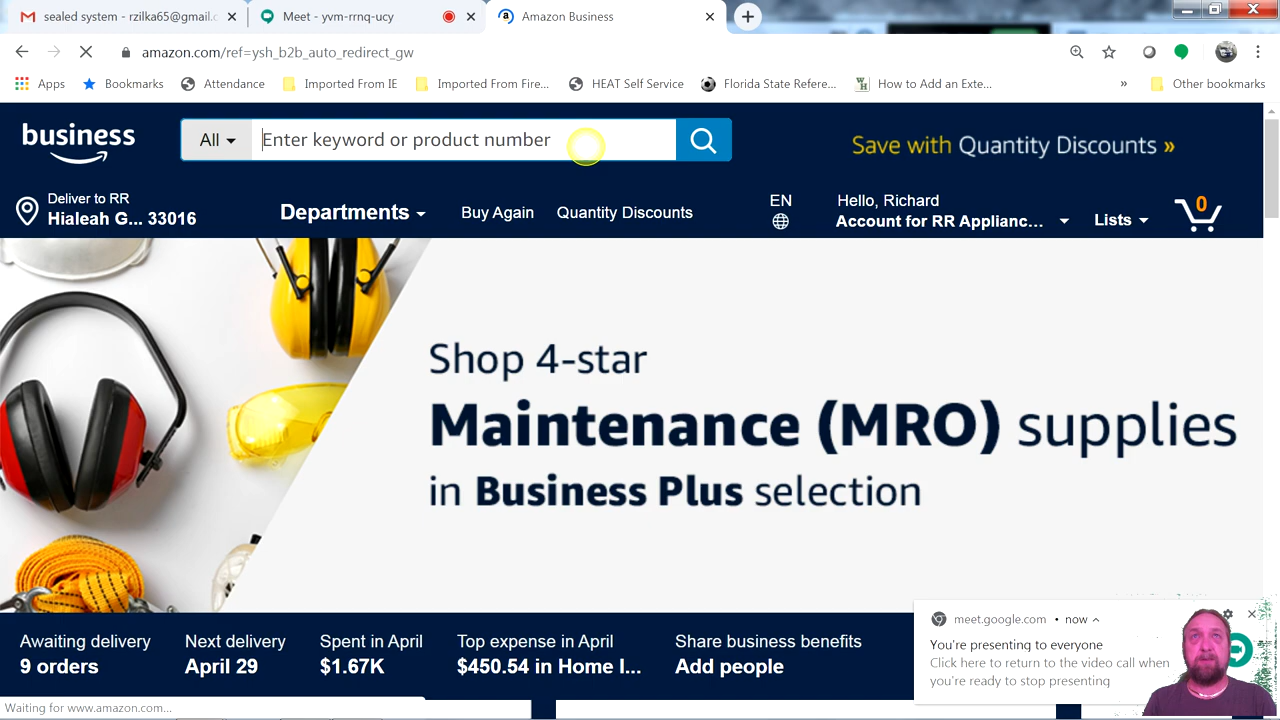 sealed system - rzilka65@gmail.c
Meet - yvm-rrnq-ucy
Amazon Business
amazon.com/ref=ysh_b2b_auto_redirect_gw
Apps
Bookmarks
Attendance
Imported From IE
Imported From Fire...
HEAT Self Service
Florida State Refere...
How to Add an Exte...
»
Other bookmarks
business
All
Enter keyword or product number
Save with Quantity Discounts »
Deliver to RR
Hialeah G... 33016
Departments
Buy Again
Quantity Discounts
EN
Hello, Richard
Account for RR Applianc...
Lists
0
Shop 4-star
Maintenance (MRO) supplies
in Business Plus selection
Awaiting delivery
9 orders
Next delivery
April 29
Spent in April
$1.67K
Top expense in April
$450.54 in Home I...
Share business benefits
Add people
meet.google.com • now
You're presenting to everyone
Click here to return to the video call when
you're ready to stop presenting
Waiting for www.amazon.com...